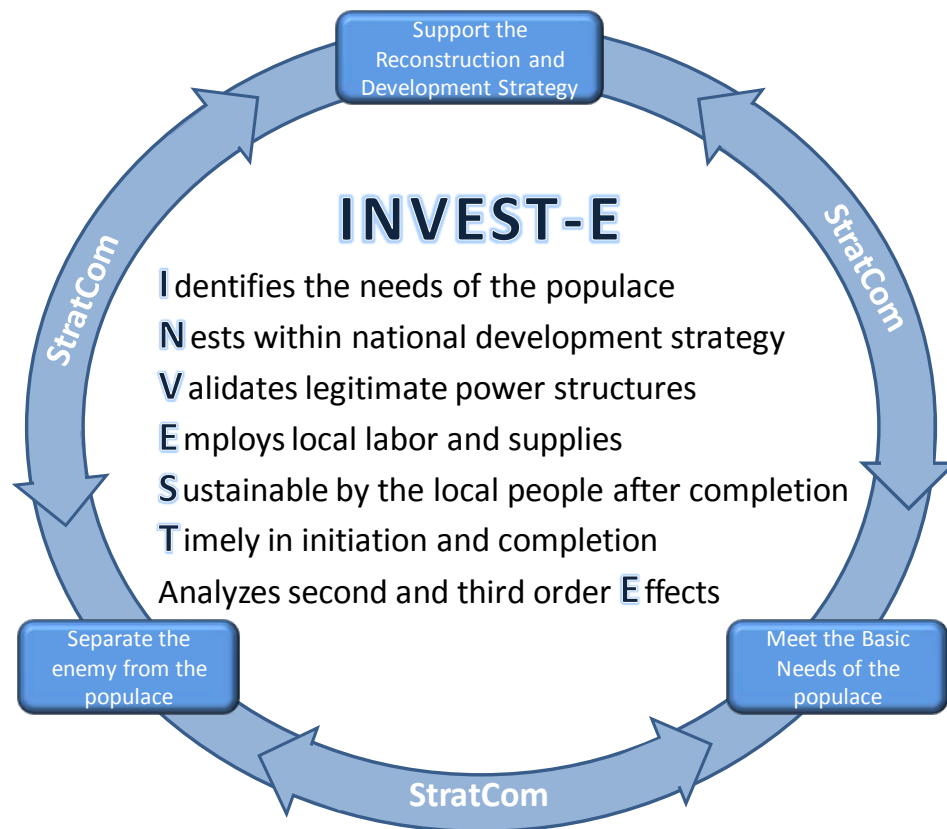 Support the
Reconstruction and
Development Strategy
StratCom
StratCom
INVEST-E
Identifies the needs of the populace
Nests within national development strategy
Validates legitimate power structures
Employs local labor and supplies
Sustainable by the local people after completion
Timely in initiation and completion
Analyzes second and third order Effects
Separate the
enemy from the
populace
Meet the Basic
Needs of the
populace
StratCom